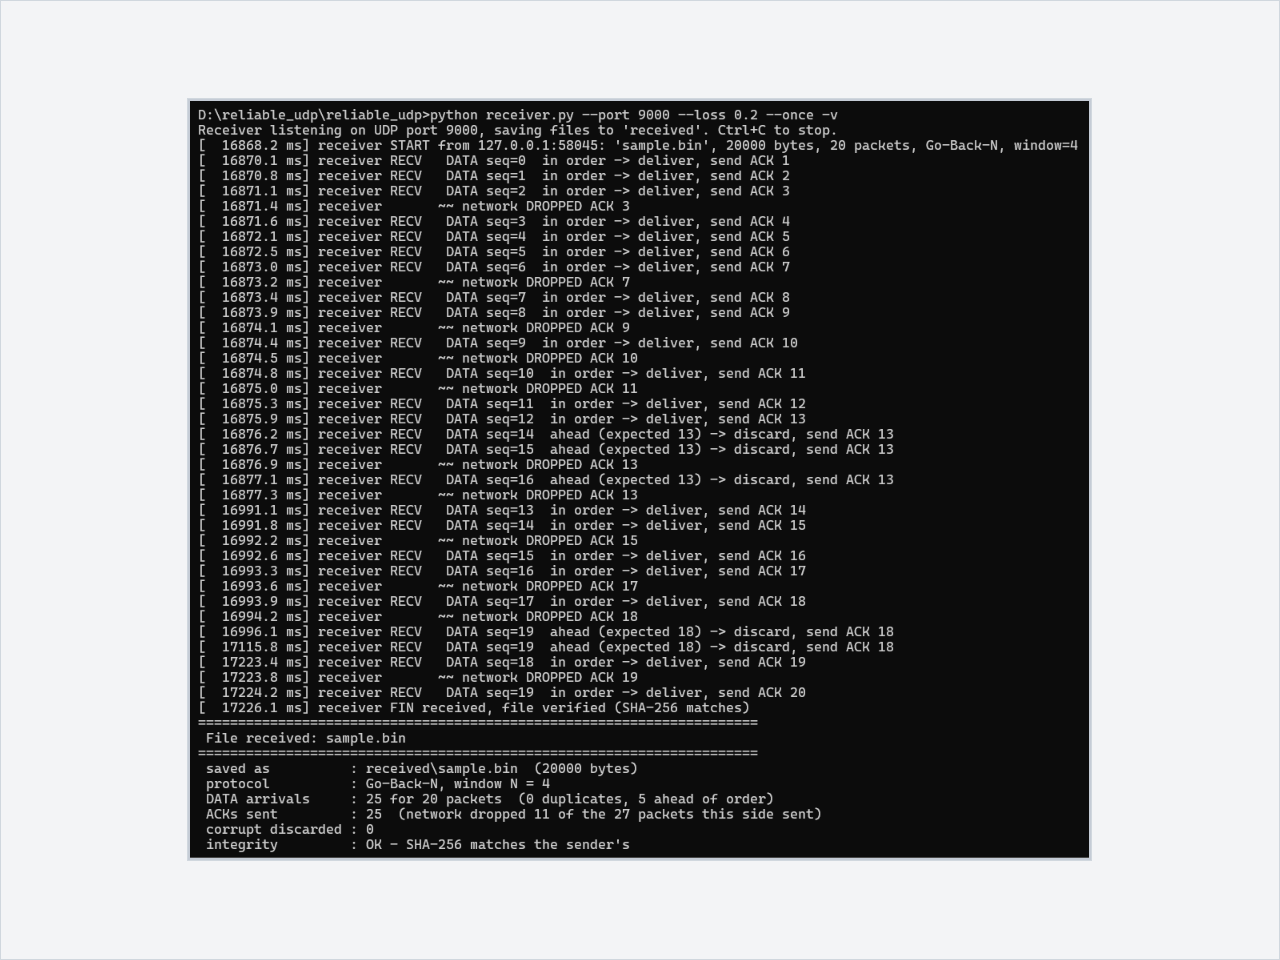 D:\reliable_udp\reliable_udp>python receiver.py --port 9000 --loss 0.2 --once -v
Receiver listening on UDP port 9000, saving files to 'received'. Ctrl+C to stop.
[  16868.2 ms] receiver START from 127.0.0.1:58045: 'sample.bin', 20000 bytes, 20 packets, Go-Back-N, window=4
[  16870.1 ms] receiver RECV   DATA seq=0  in order -> deliver, send ACK 1
[  16870.8 ms] receiver RECV   DATA seq=1  in order -> deliver, send ACK 2
[  16871.1 ms] receiver RECV   DATA seq=2  in order -> deliver, send ACK 3
[  16871.4 ms] receiver       ~~ network DROPPED ACK 3
[  16871.6 ms] receiver RECV   DATA seq=3  in order -> deliver, send ACK 4
[  16872.1 ms] receiver RECV   DATA seq=4  in order -> deliver, send ACK 5
[  16872.5 ms] receiver RECV   DATA seq=5  in order -> deliver, send ACK 6
[  16873.0 ms] receiver RECV   DATA seq=6  in order -> deliver, send ACK 7
[  16873.2 ms] receiver       ~~ network DROPPED ACK 7
[  16873.4 ms] receiver RECV   DATA seq=7  in order -> deliver, send ACK 8
[  16873.9 ms] receiver RECV   DATA seq=8  in order -> deliver, send ACK 9
[  16874.1 ms] receiver       ~~ network DROPPED ACK 9
[  16874.4 ms] receiver RECV   DATA seq=9  in order -> deliver, send ACK 10
[  16874.5 ms] receiver       ~~ network DROPPED ACK 10
[  16874.8 ms] receiver RECV   DATA seq=10  in order -> deliver, send ACK 11
[  16875.0 ms] receiver       ~~ network DROPPED ACK 11
[  16875.3 ms] receiver RECV   DATA seq=11  in order -> deliver, send ACK 12
[  16875.9 ms] receiver RECV   DATA seq=12  in order -> deliver, send ACK 13
[  16876.2 ms] receiver RECV   DATA seq=14  ahead (expected 13) -> discard, send ACK 13
[  16876.7 ms] receiver RECV   DATA seq=15  ahead (expected 13) -> discard, send ACK 13
[  16876.9 ms] receiver       ~~ network DROPPED ACK 13
[  16877.1 ms] receiver RECV   DATA seq=16  ahead (expected 13) -> discard, send ACK 13
[  16877.3 ms] receiver       ~~ network DROPPED ACK 13
[  16991.1 ms] receiver RECV   DATA seq=13  in order -> deliver, send ACK 14
[  16991.8 ms] receiver RECV   DATA seq=14  in order -> deliver, send ACK 15
[  16992.2 ms] receiver       ~~ network DROPPED ACK 15
[  16992.6 ms] receiver RECV   DATA seq=15  in order -> deliver, send ACK 16
[  16993.3 ms] receiver RECV   DATA seq=16  in order -> deliver, send ACK 17
[  16993.6 ms] receiver       ~~ network DROPPED ACK 17
[  16993.9 ms] receiver RECV   DATA seq=17  in order -> deliver, send ACK 18
[  16994.2 ms] receiver       ~~ network DROPPED ACK 18
[  16996.1 ms] receiver RECV   DATA seq=19  ahead (expected 18) -> discard, send ACK 18
[  17115.8 ms] receiver RECV   DATA seq=19  ahead (expected 18) -> discard, send ACK 18
[  17223.4 ms] receiver RECV   DATA seq=18  in order -> deliver, send ACK 19
[  17223.8 ms] receiver       ~~ network DROPPED ACK 19
[  17224.2 ms] receiver RECV   DATA seq=19  in order -> deliver, send ACK 20
[  17226.1 ms] receiver FIN received, file verified (SHA-256 matches)
======================================================================
 File received: sample.bin
======================================================================
 saved as          : received\sample.bin  (20000 bytes)
 protocol          : Go-Back-N, window N = 4
 DATA arrivals     : 25 for 20 packets  (0 duplicates, 5 ahead of order)
 ACKs sent         : 25  (network dropped 11 of the 27 packets this side sent)
 corrupt discarded : 0
 integrity         : OK - SHA-256 matches the sender's